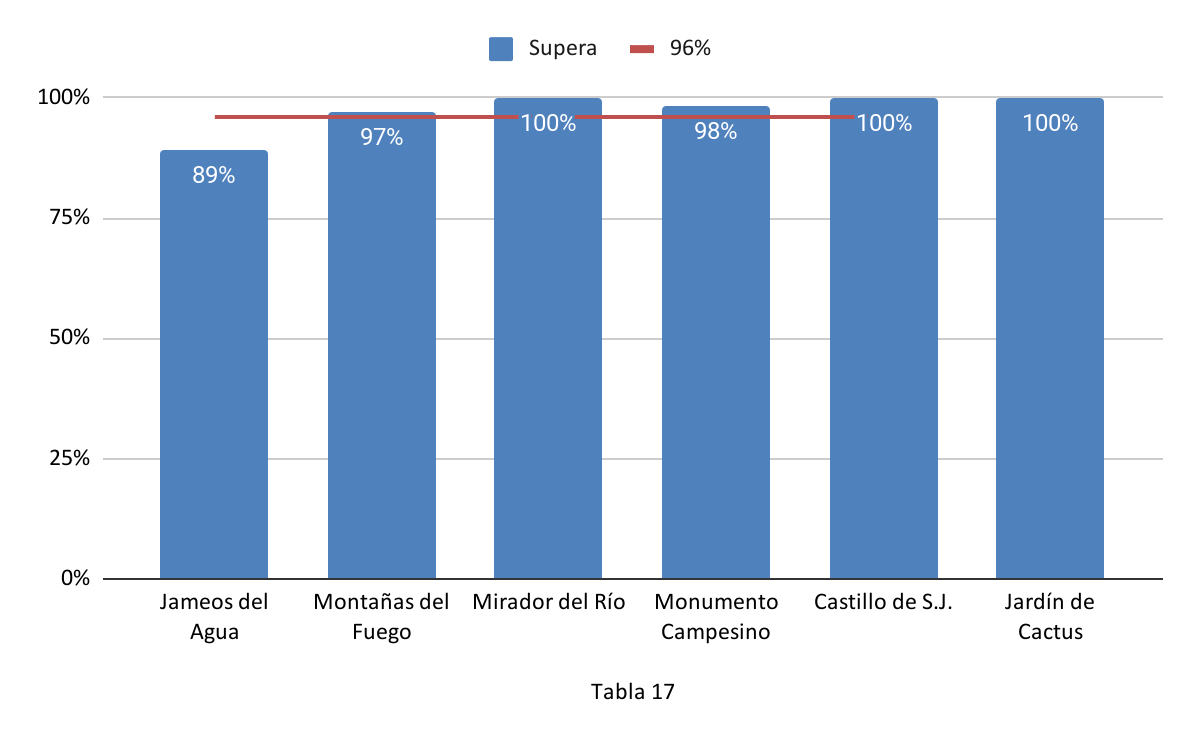 Supera 96%
100%
75%
50%
25%
0%
89%
97%
100%
98%
100%
100%
Jameos del
Agua
Montañas del
Fuego
Mirador del Río
Monumento
Campesino
Castillo de S.J.
Jardín de
Cactus
Tabla 17